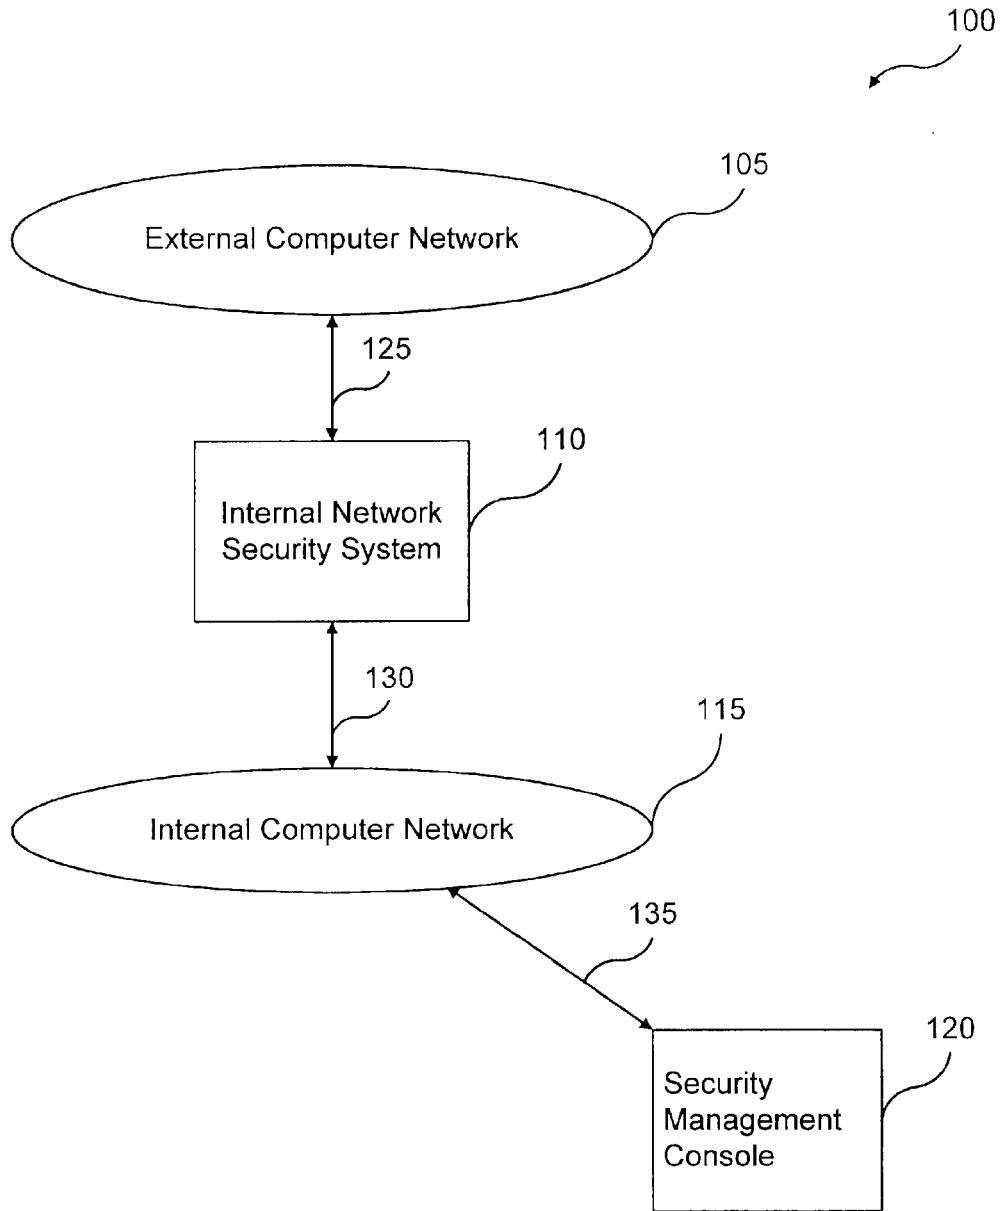 100
105
External Computer Network
125
110
Internal Network
Security System
130
115
Internal Computer Network
135
120
Security
Management
Console